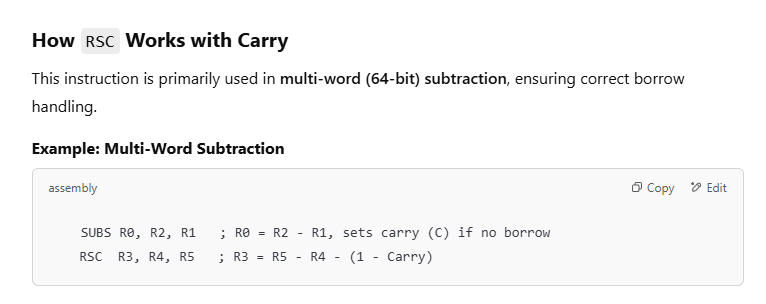 How RSC Works with Carry
This instruction is primarily used in multi-word (64-bit) subtraction, ensuring correct borrow
handling.
Example: Multi-Word Subtraction
assembly Copy Edit
SUBS R0, R2, R1 ; R0 = R2 - R1, sets carry (C) if no borrow
RSC R3, R4, R5 ; R3 = R5 - R4 - (1 - Carry)